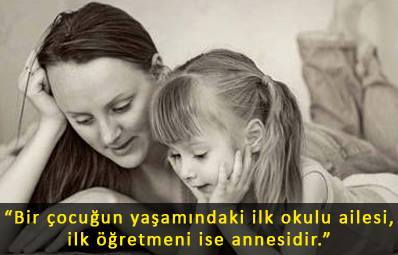 “Bir çocuğun yaşamındaki ilk okulu ailesi,
ilk öğretmeni ise annesidir.”